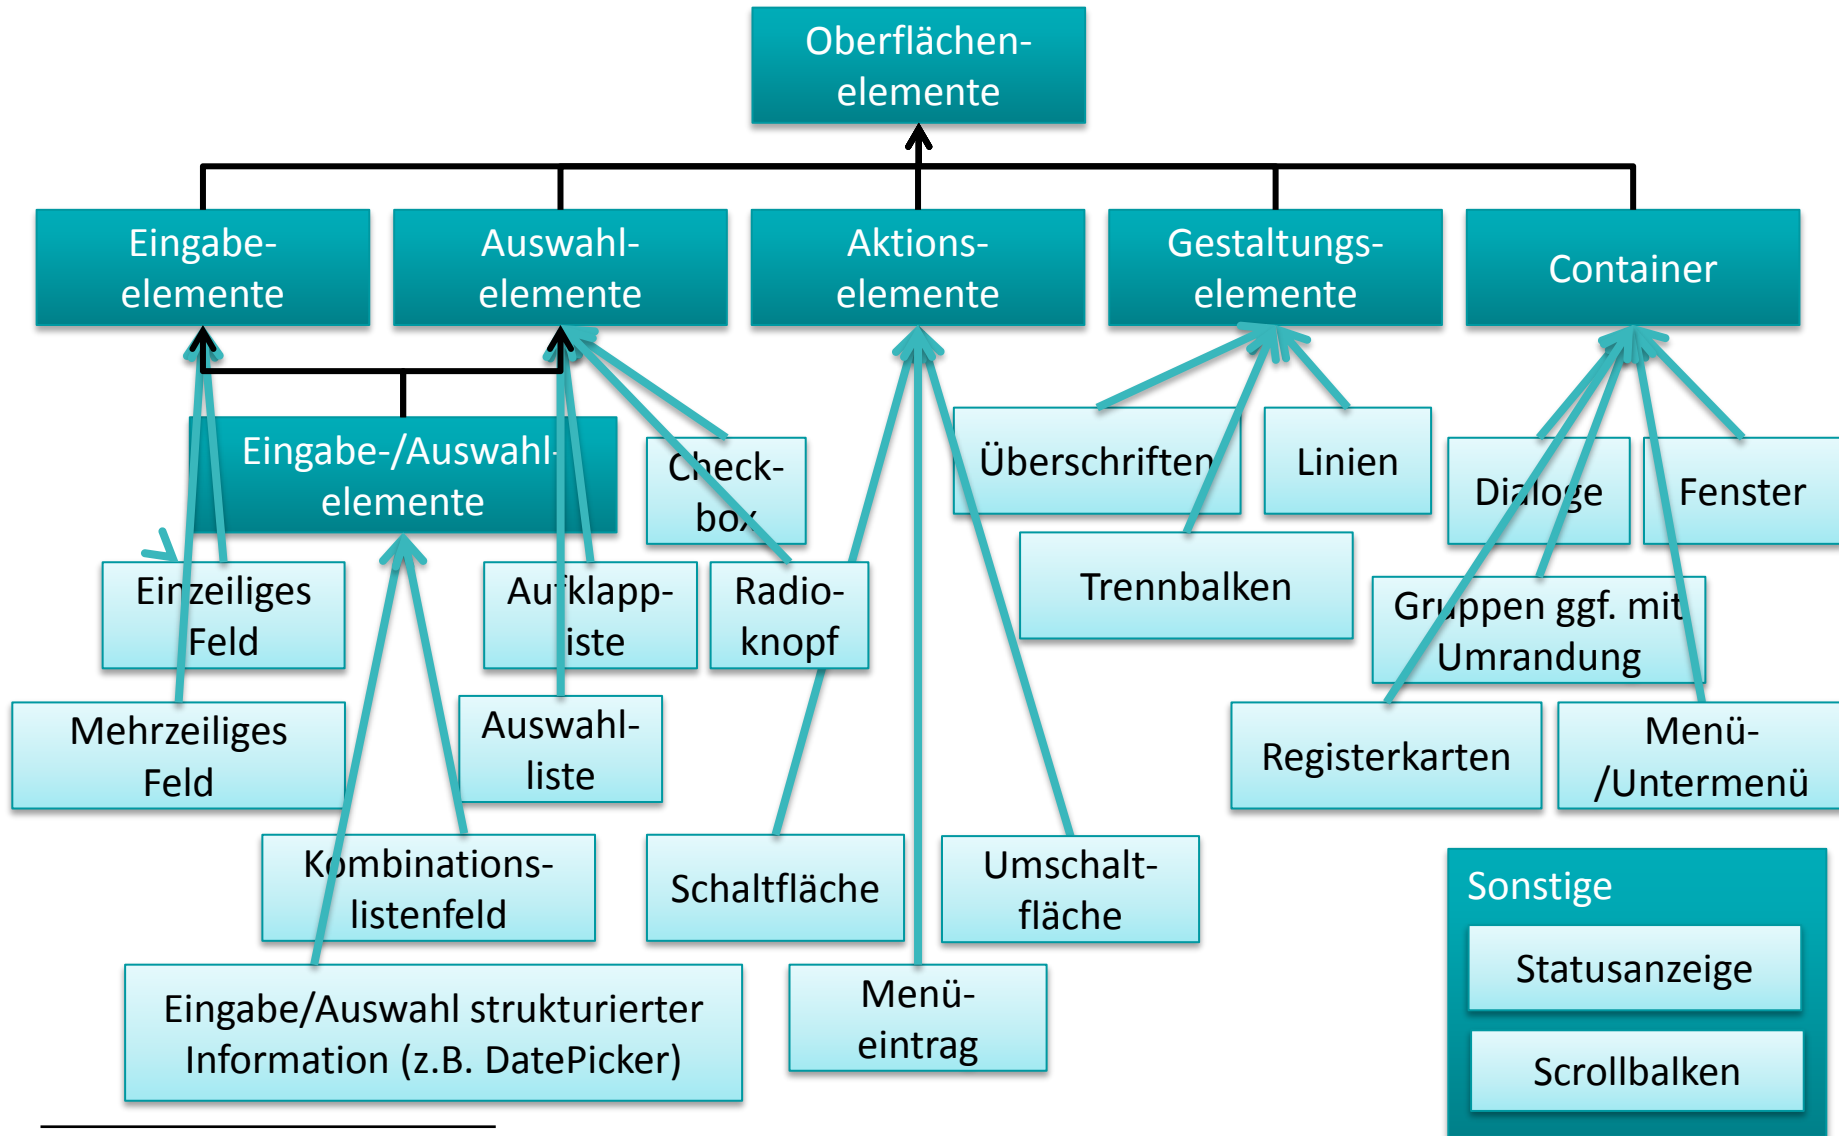 Oberflächen-
elemente
Eingabe-
elemente
Auswahl-
elemente
Aktions-
elemente
Gestaltungs-
elemente
Container
Eingabe-/Auswahl-
elemente
Check-
box
Überschriften
Linien
Dialoge
Fenster
Einzeiliges
Feld
Aufklapp-
liste
Radio-
knopf
Trennbalken
Gruppen ggf. mit
Umrandung
Mehrzeiliges
Feld
Auswahl-
liste
Registerkarten
Menü-
/Untermenü
Kombinations-
listenfeld
Schaltfläche
Umschalt-
fläche
Eingabe/Auswahl strukturierter
Information (z.B. DatePicker)
Menü-
eintrag
Sonstige
Statusanzeige
Scrollbalken